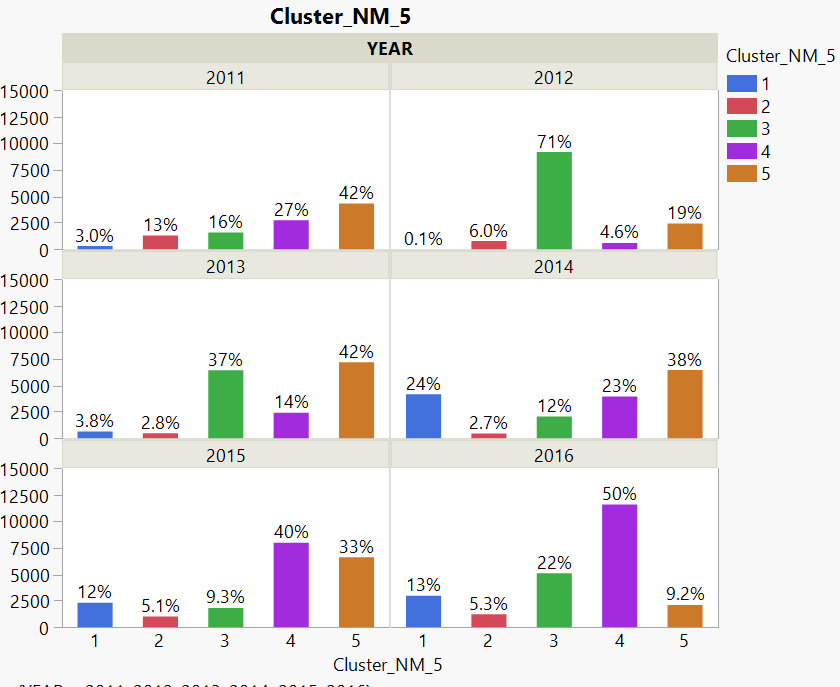 Cluster_NM_5
YEAR
Cluster_NM_5
1
2
3
4
5
2011 2012
15000
12500
10000
7500
5000
2500
0
3.0% 13% 16% 27% 42%
0.1% 6.0% 71% 4.6% 19%
2013 2014
15000
12500
10000
7500
5000
2500
0
3.8% 2.8% 37% 14% 42%
24% 2.7% 12% 23% 38%
2015 2016
15000
12500
10000
7500
5000
2500
0
12% 5.1% 9.3% 40% 33%
13% 5.3% 22% 50% 9.2%
1 2 3 4 5 1 2 3 4 5
Cluster_NM_5